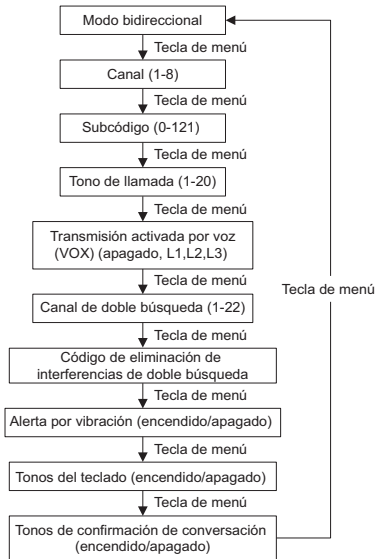 Modo bidireccional
Tecla de menú
Canal (1-8)
Tecla de menú
Subcódigo (0-121)
Tecla de menú
Tono de llamada (1-20)
Tecla de menú
Transmisión activada por voz
(VOX) (apagado, L1,L2,L3)
Tecla de menú
Canal de doble búsqueda (1-22)
Tecla de menú
Código de eliminación de
interferencias de doble búsqueda
Tecla de menú
Alerta por vibración (encendido/apagado)
Tecla de menú
Tonos del teclado (encendido/apagado)
Tecla de menú
Tonos de confirmación de conversación
(encendido/apagado)
Tecla de menú